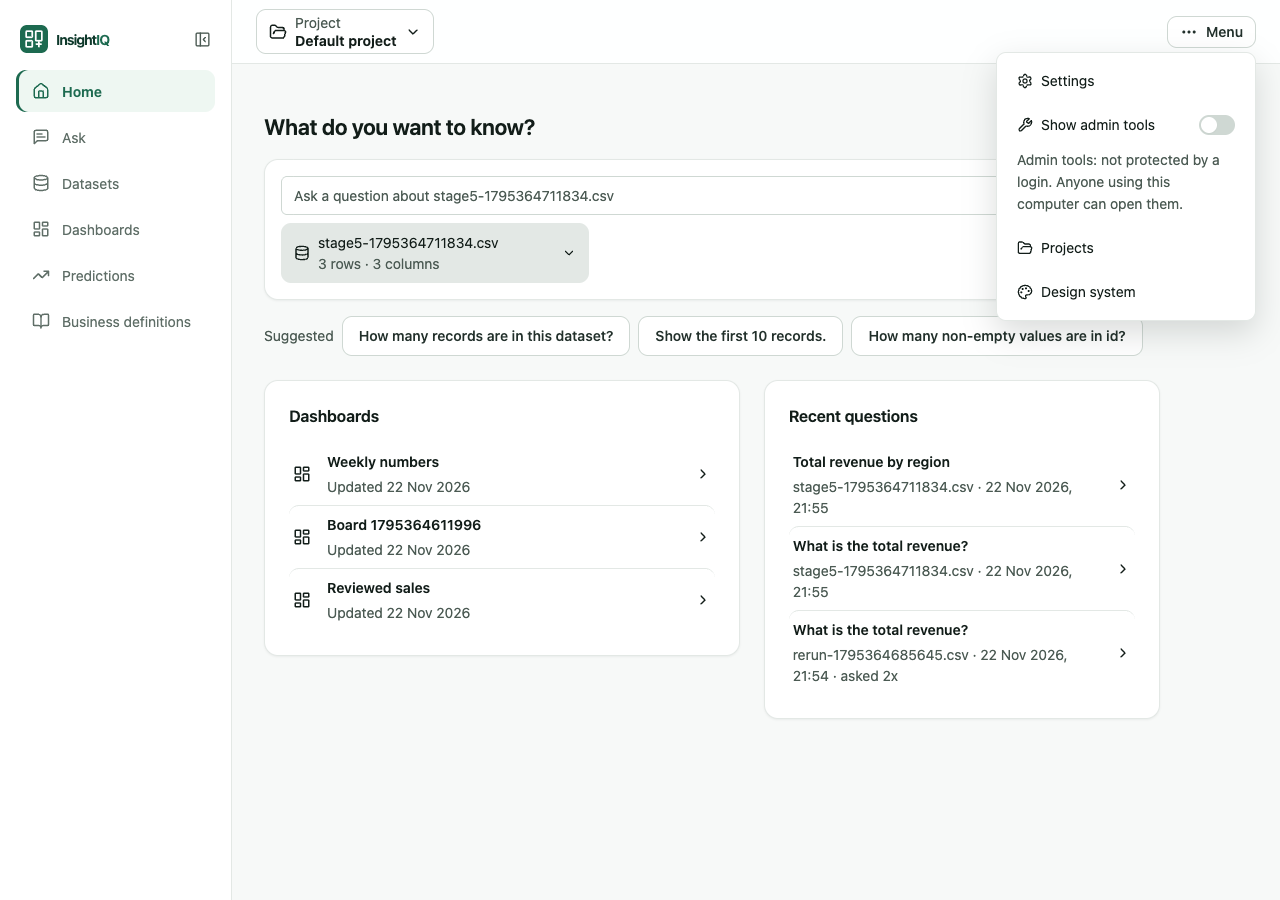 InsightIQ
Home
Ask
Datasets
Dashboards
Predictions
Business definitions
Project
Default project
Menu
Settings
Show admin tools
Admin tools: not protected by a
login. Anyone using this
computer can open them.
Projects
Design system
What do you want to know?
Ask a question about stage5-1795364711834.csv
stage5-1795364711834.csv
3 rows · 3 columns
Suggested
How many records are in this dataset?
Show the first 10 records.
How many non-empty values are in id?
Dashboards
Weekly numbers
Updated 22 Nov 2026
Board 1795364611996
Updated 22 Nov 2026
Reviewed sales
Updated 22 Nov 2026
Recent questions
Total revenue by region
stage5-1795364711834.csv · 22 Nov 2026,
21:55
What is the total revenue?
stage5-1795364711834.csv · 22 Nov 2026,
21:55
What is the total revenue?
rerun-1795364685645.csv · 22 Nov 2026,
21:54 · asked 2x